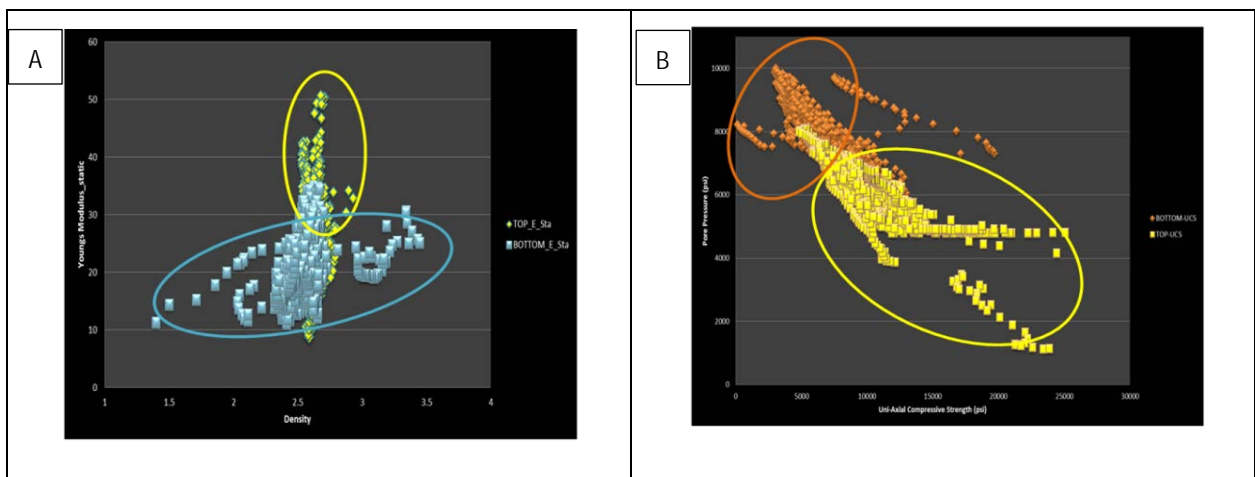 A
60
50
40
30
20
10
0
Youngs Modulus_static
1 1.5 2 2.5 3 3.5 4
Density
TOP_E_Sta
BOTTOM_E_Sta
B
10000
8000
6000
4000
2000
0
Pore Pressure (psi)
0 5000 10000 15000 20000 25000 30000
Uni-Axial Compressive Strength (psi)
BOTTOM-UCS
TOP-UCS